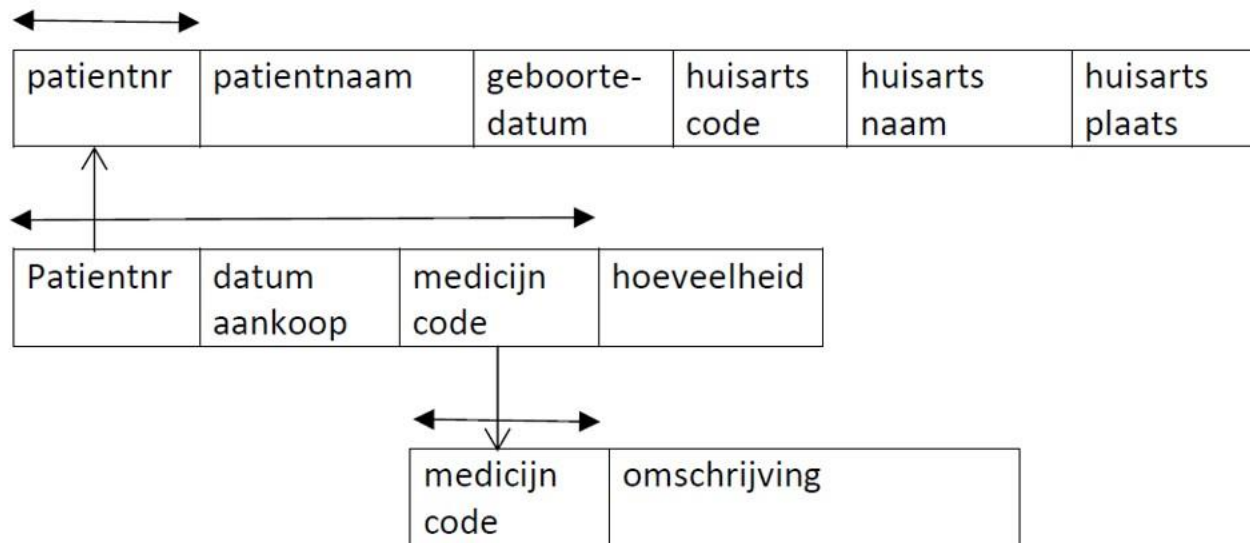 patientnr patientnaam geboorte- huisarts huisarts huisarts
datum code naam plaats
Patientnr datum medicijn hoeveelheid
aankoop code
medicijn omschrijving
code